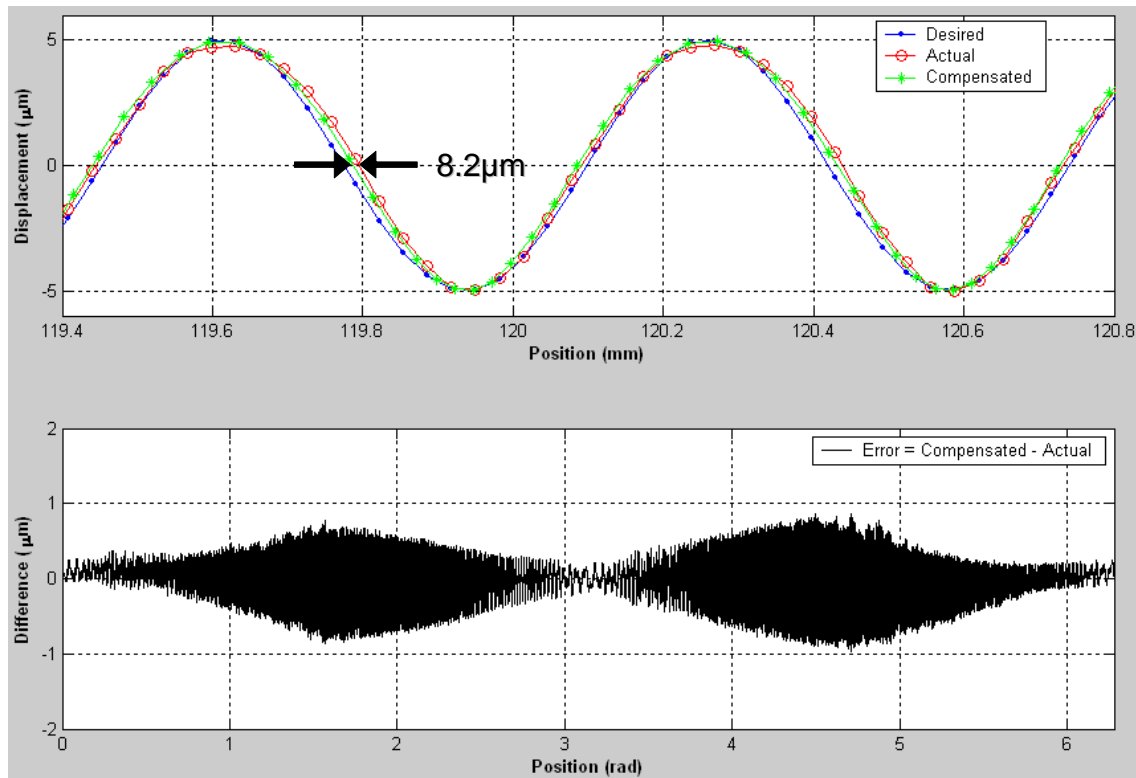 5
0
-5
Displacement (μm)
Desired
Actual
Compensated
8.2μm
119.4 119.6 119.8 120 120.2 120.4 120.6 120.8
Position (mm)
2
1
0
-1
-2
Difference (μm)
Error = Compensated - Actual
0 1 2 3 4 5 6
Position (rad)